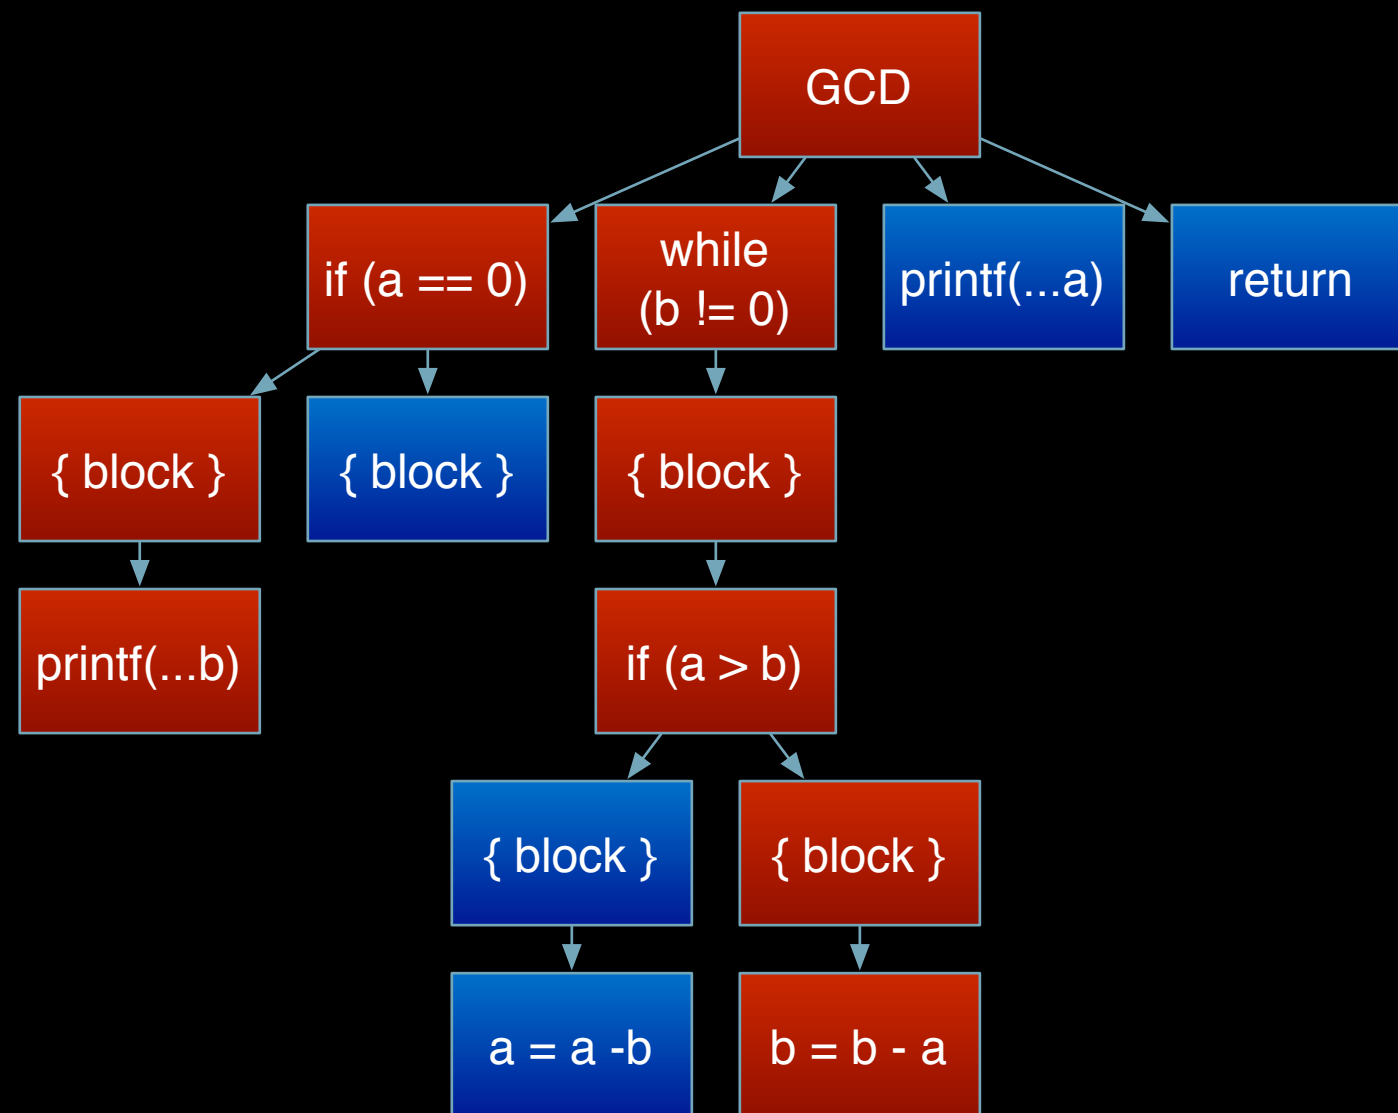 GCD
if (a == 0)
while
(b != 0)
printf(...a)
return
{ block }
{ block }
{ block }
printf(...b)
if (a > b)
{ block }
{ block }
a = a -b
b = b - a